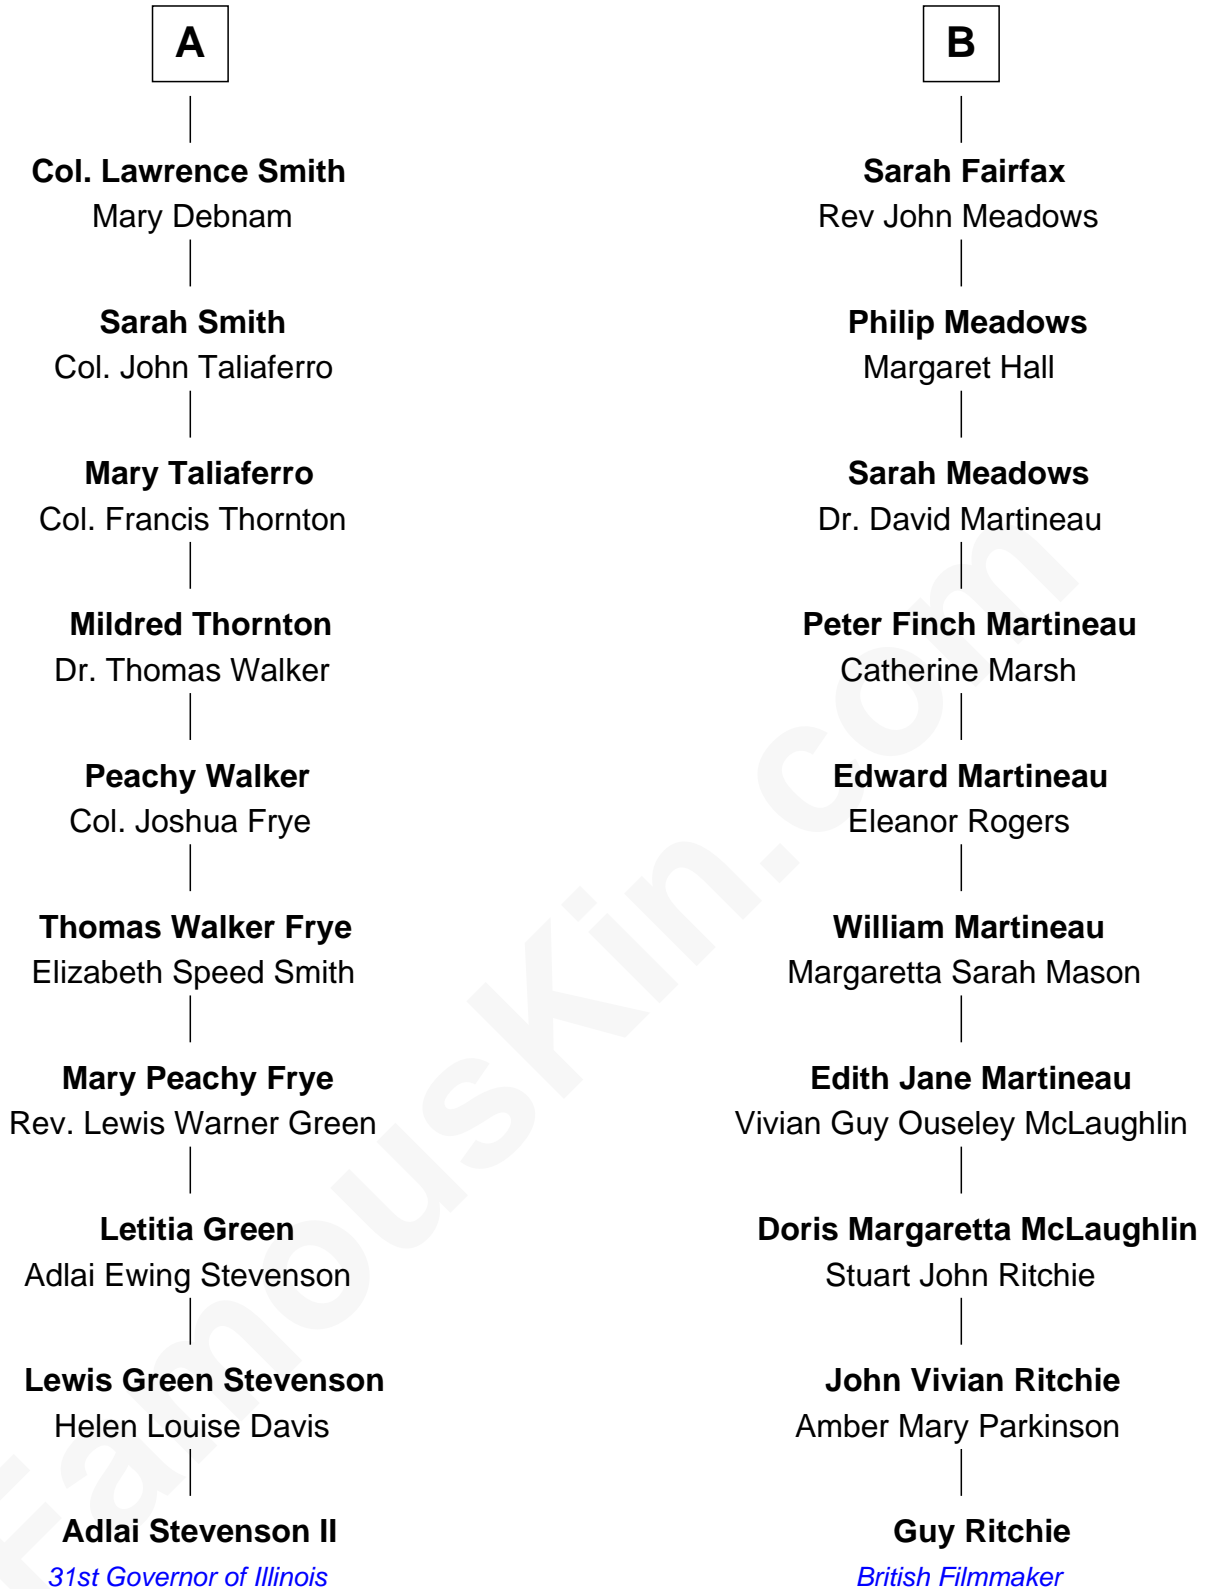 A
Col. Lawrence Smith
Mary Debnam
Sarah Smith
Col. John Taliaferro
Mary Taliaferro
Col. Francis Thornton
Mildred Thornton
Dr. Thomas Walker
Peachy Walker
Col. Joshua Frye
Thomas Walker Frye
Elizabeth Speed Smith
Mary Peachy Frye
Rev. Lewis Warner Green
Letitia Green
Adlai Ewing Stevenson
Lewis Green Stevenson
Helen Louise Davis
Adlai Stevenson II
31st Governor of Illinois
B
Sarah Fairfax
Rev John Meadows
Philip Meadows
Margaret Hall
Sarah Meadows
Dr. David Martineau
Peter Finch Martineau
Catherine Marsh
Edward Martineau
Eleanor Rogers
William Martineau
Margaretta Sarah Mason
Edith Jane Martineau
Vivian Guy Ouseley McLaughlin
Doris Margaretta McLaughlin
Stuart John Ritchie
John Vivian Ritchie
Amber Mary Parkinson
Guy Ritchie
British Filmmaker
FamousKin.com